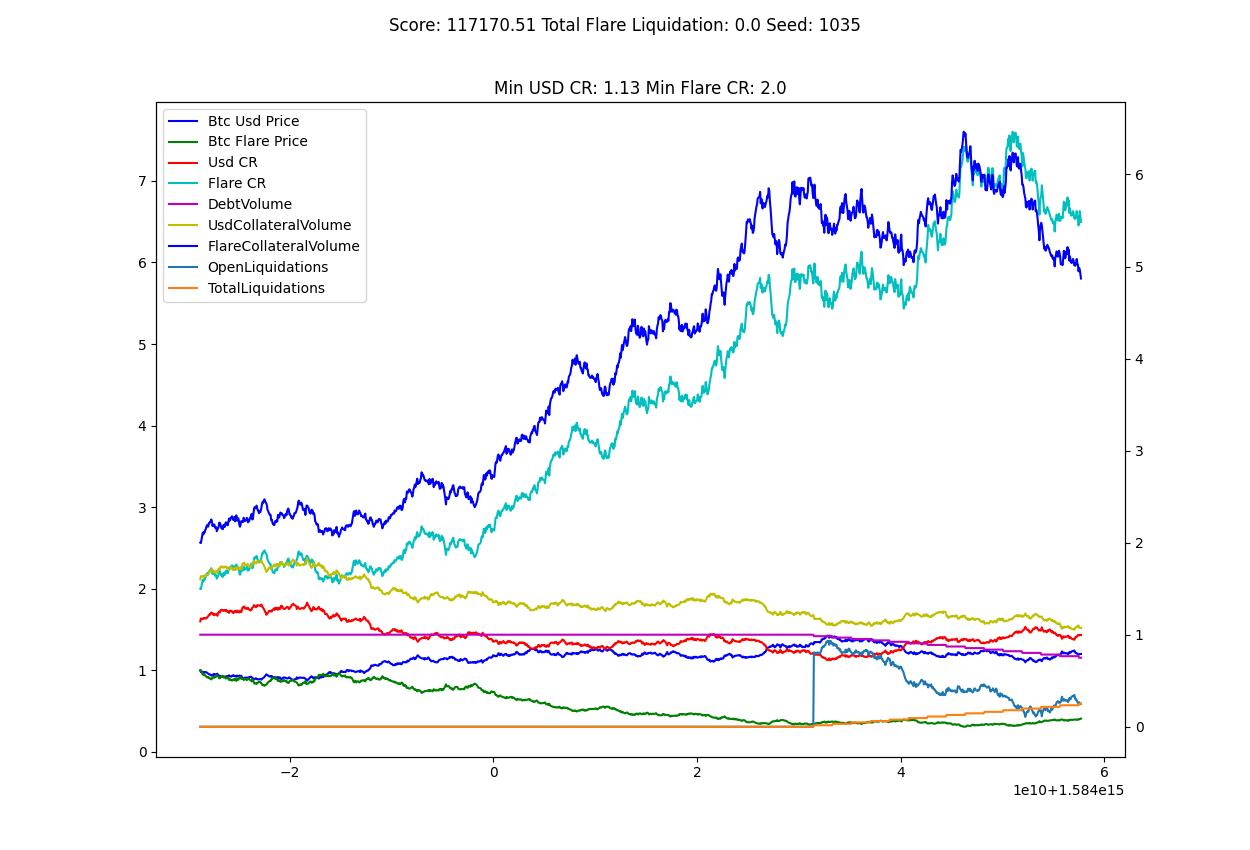 Score: 117170.51 Total Flare Liquidation: 0.0 Seed: 1035
Min USD CR: 1.13 Min Flare CR: 2.0
Btc Usd Price
Btc Flare Price
Usd CR
Flare CR
DebtVolume
UsdCollateralVolume
FlareCollateralVolume
OpenLiquidations
TotalLiquidations
7
6
5
4
3
2
1
0
6
5
4
3
2
1
0
−2
0
2
4
6
1e10+1.584e15